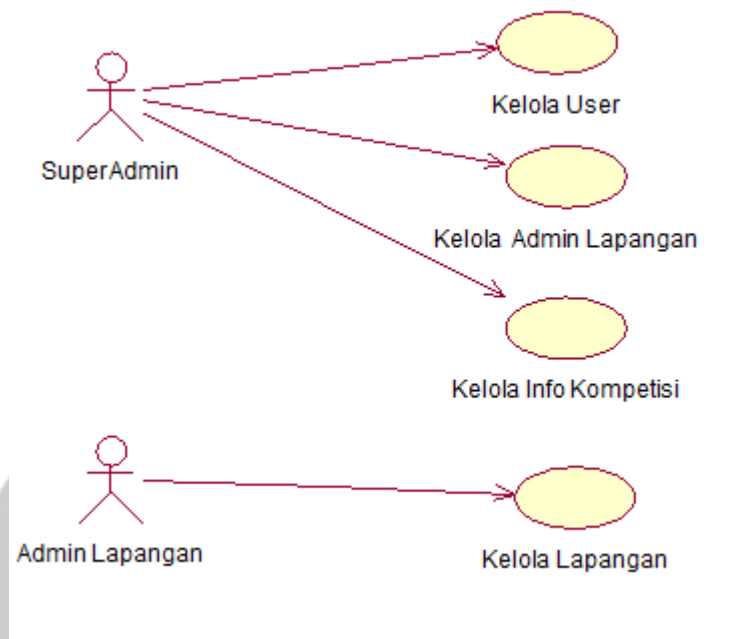 Kelola User
SuperAdmin
Kelola Admin Lapangan
Kelola Info Kompetisi
Admin Lapangan
Kelola Lapangan